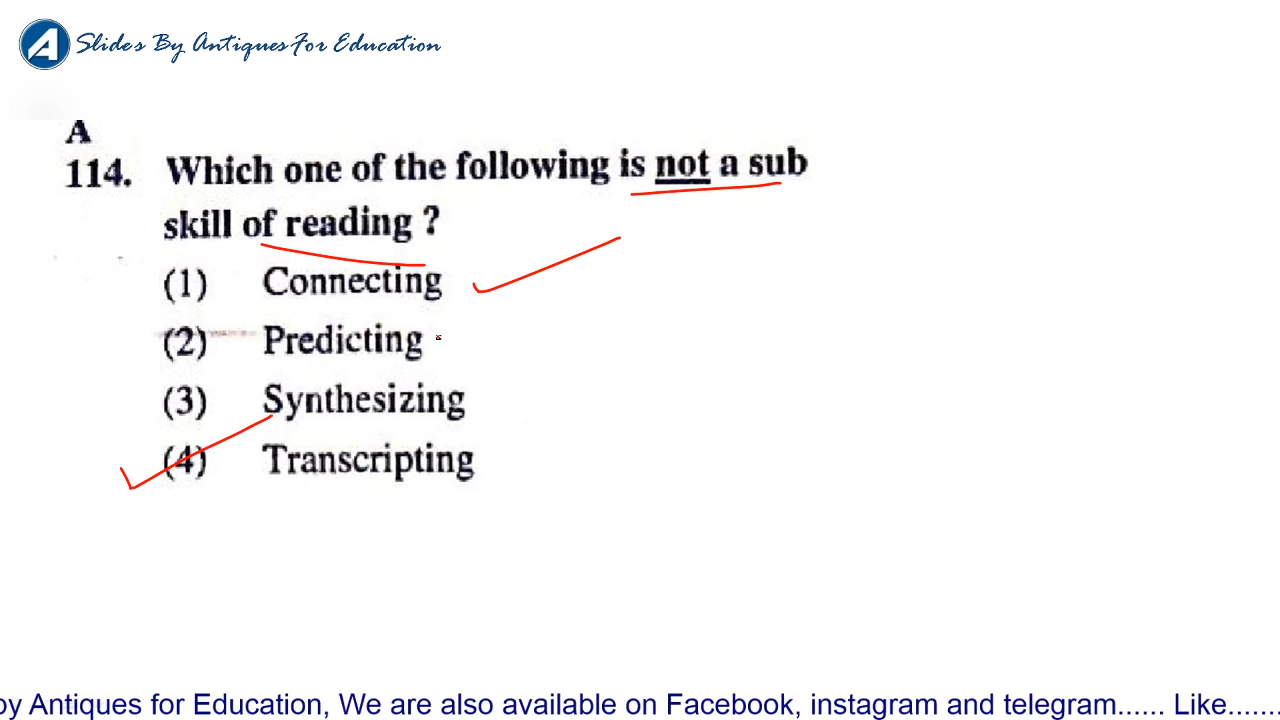 Slides By Antiques For Education
A
114. Which one of the following is not a sub
skill of reading ?
(1) Connecting
(2) Predicting
(3) Synthesizing
(4) Transcripting
by Antiques for Education, We are also available on Facebook, instagram and telegram...... Like.......